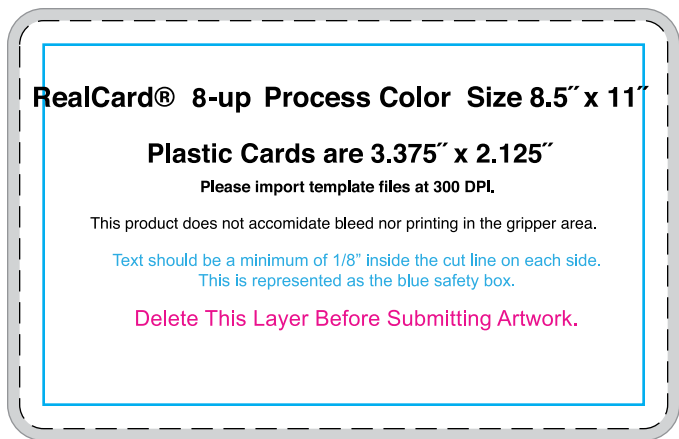 RealCard® 8-up Process Color Size 8.5˝ x 11˝
Plastic Cards are 3.375˝ x 2.125˝
Please import template files at 300 DPI.
This product does not accomidate bleed nor printing in the gripper area.
Text should be a minimum of 1/8” inside the cut line on each side.
This is represented as the blue safety box.
Delete This Layer Before Submitting Artwork.